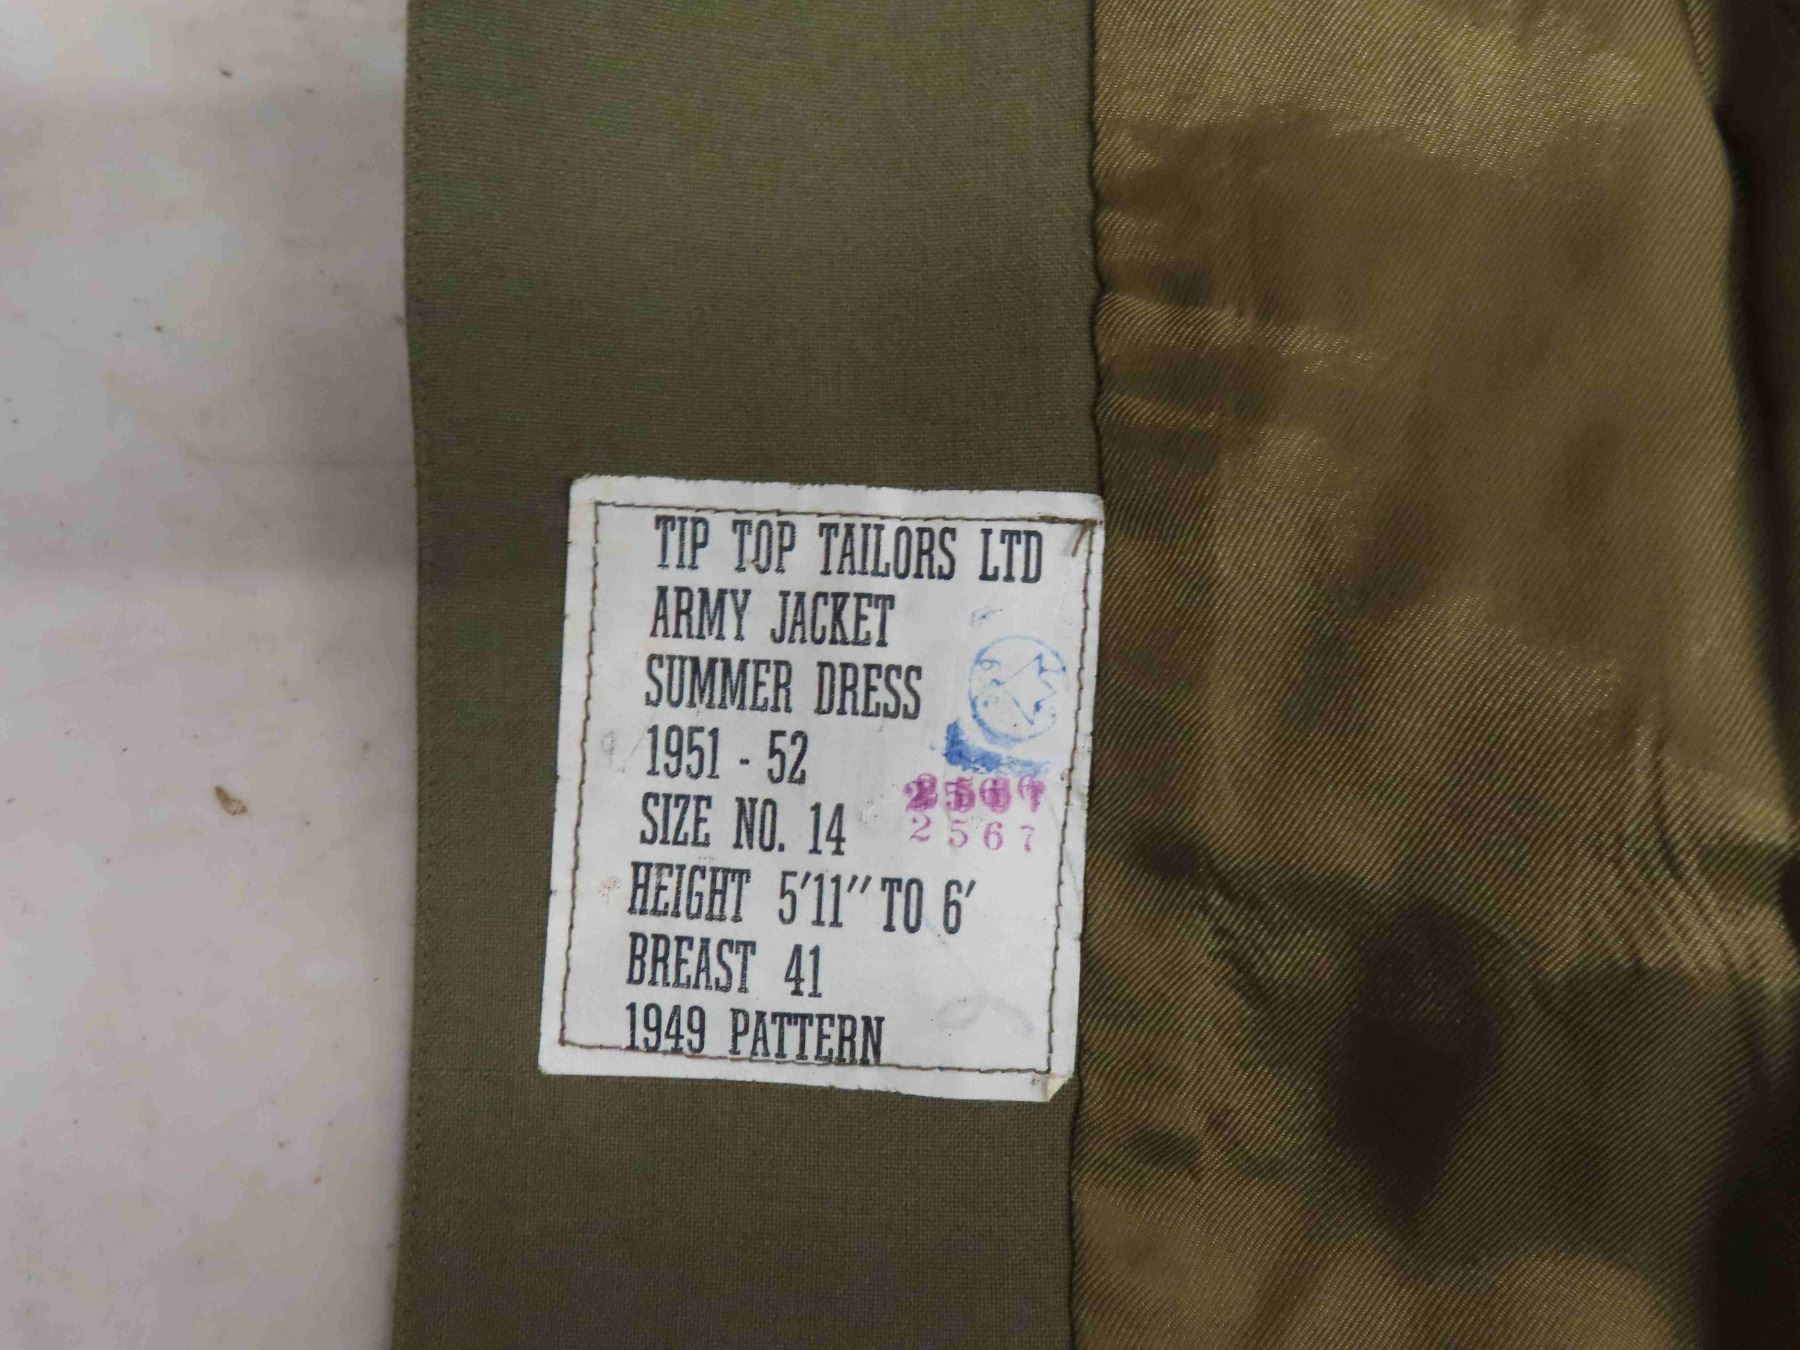 TIP TOP TAILORS LTD
ARMY JACKET
SUMMER DRESS
1951 - 52
SIZE NO. 14
2567
HEIGHT 5'11" TO 6'
BREAST 41
1949 PATTERN